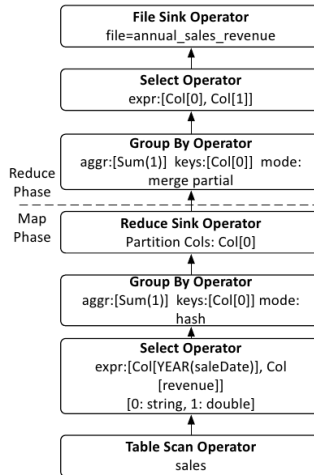 File Sink Operator
file=annual_sales_revenue
Select Operator
expr:[Col[0], Col[1]]
Group By Operator
aggr:[Sum(1)] keys:[Col[0]] mode:
merge partial
Reduce
Phase
Map
Phase
Reduce Sink Operator
Partition Cols: Col[0]
Group By Operator
aggr:[Sum(1)] keys:[Col[0]] mode:
hash
Select Operator
expr:[Col[YEAR(saleDate)], Col
[revenue]]
[0: string, 1: double]
Table Scan Operator
sales